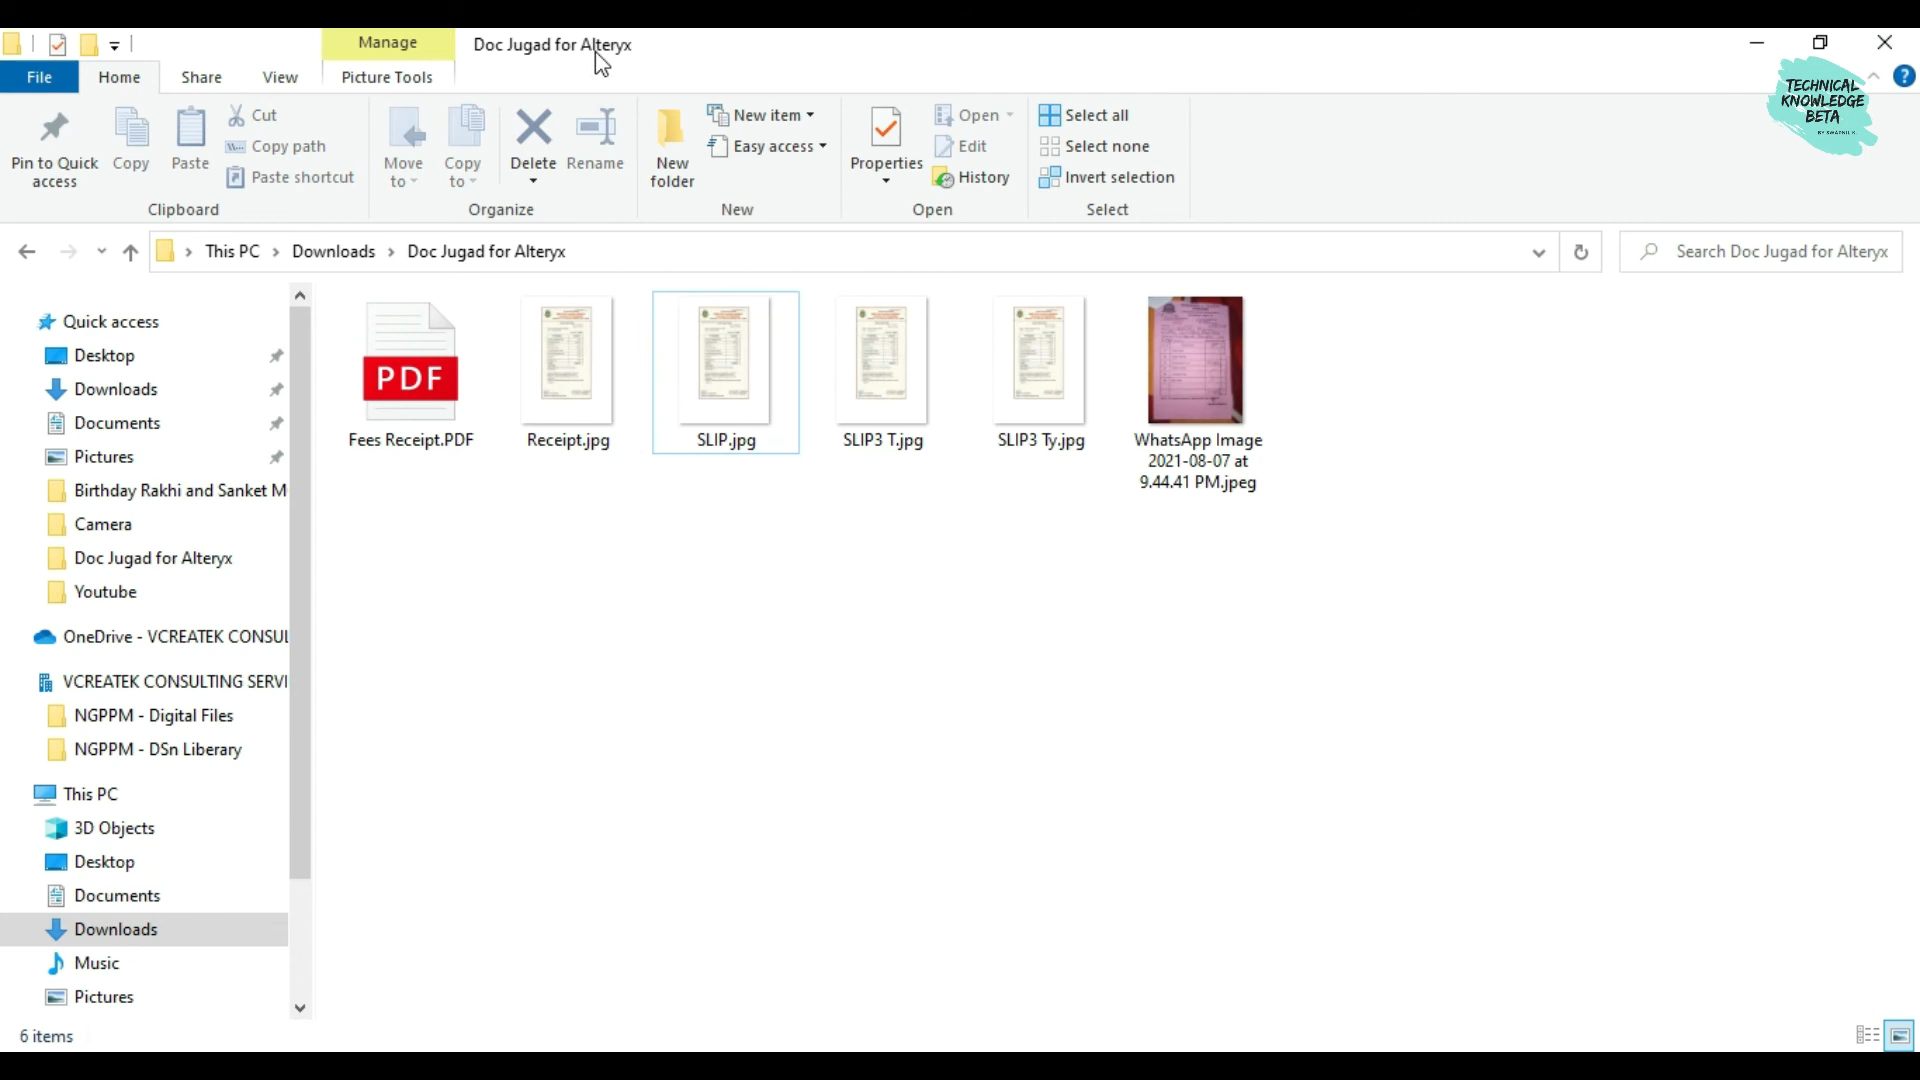 Manage
Doc Jugad for Alteryx
File
Home
Share
View
Picture Tools
TECHNICAL
KNOWLEDGE
BETA
Pin to Quick
access
Copy
Paste
Cut
Copy path
Paste shortcut
Clipboard
Move
to
Copy
to
Delete
Rename
Organize
New
folder
New item
Easy access
New
Properties
Open
Edit
History
Open
Select all
Select none
Invert selection
Select
This PC
Downloads
Doc Jugad for Alteryx
Search Doc Jugad for Alteryx
Quick access
Desktop
Downloads
Documents
Pictures
Birthday Rakhi and Sanket M
Camera
Doc Jugad for Alteryx
Youtube
OneDrive - VCREATEK CONSUL
VCREATEK CONSULTING SERVI
NGPPM - Digital Files
NGPPM - DSn Liberary
This PC
3D Objects
Desktop
Documents
Downloads
Music
Pictures
PDF
Fees Receipt.PDF
Receipt.jpg
SLIP.jpg
SLIP3 T.jpg
SLIP3 Ty.jpg
WhatsApp Image
2021-08-07 at
9.44.41 PM.jpeg
6 items